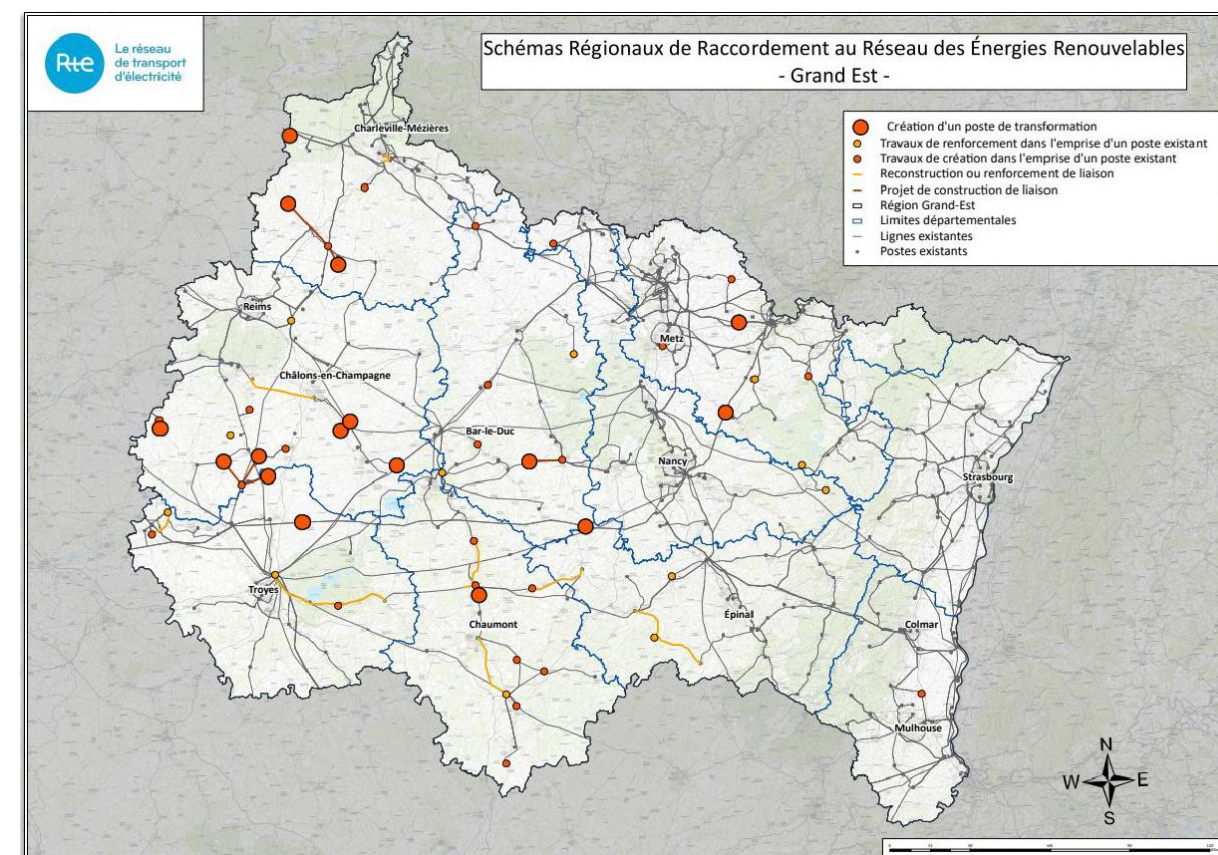 Rte
Le réseau
de transport
d'électricité
Schémas Régionaux de Raccordement au Réseau des Énergies Renouvelables
- Grand Est -
Création d'un poste de transformation
Travaux de renforcement dans l'emprise d'un poste existant
Travaux de création dans l'emprise d'un poste existant
Reconstruction ou renforcement de liaison
Projet de construction de liaison
Région Grand-Est
Limites départementales
Lignes existantes
Postes existants
Charleville-Mézières
Reims
Metz
Châlons-en-Champagne
Bar-le-Duc
Nancy
Strasbourg
Troyes
Épinal
Chaumont
Colmar
Mulhouse
N
W
E
S